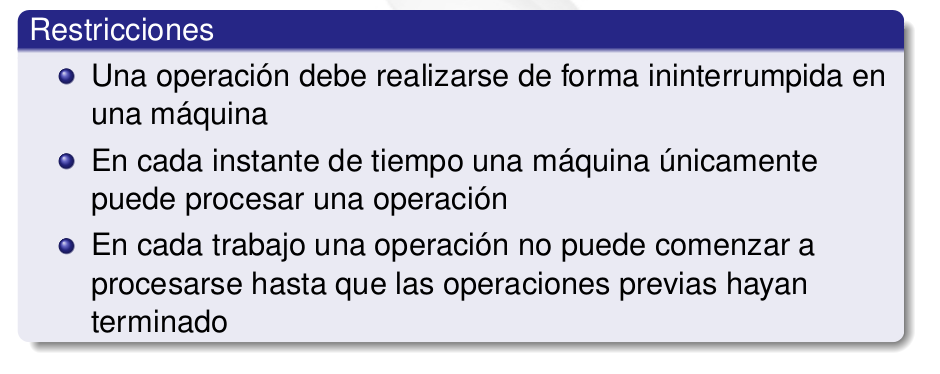 Restricciones
Una operación debe realizarse de forma ininterrumpida en
una máquina
En cada instante de tiempo una máquina únicamente
puede procesar una operación
En cada trabajo una operación no puede comenzar a
procesarse hasta que las operaciones previas hayan
terminado